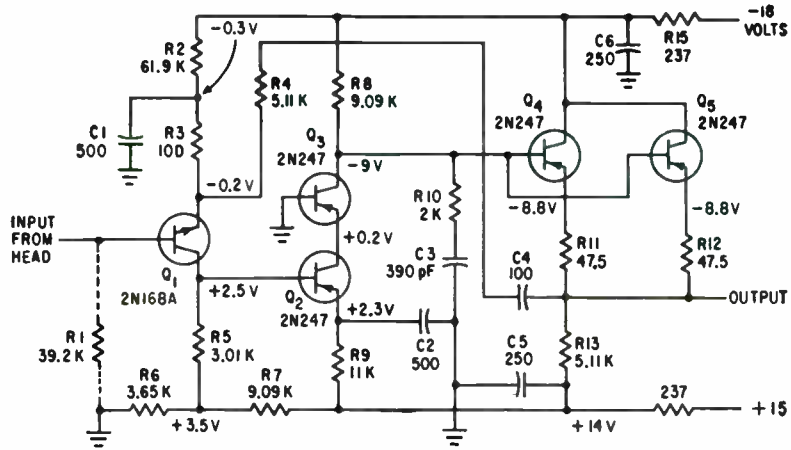 -18
VOLTS
-0.3 V
R2
61.9 K
R4
5.11 K
R8
9.09 K
C6
250
R15
237
C1
500
R3
100
Q3
2N247
Q4
2N247
Q5
2N247
-9 V
-0.2 V
R10
2 K
-8.8 V
-8.8 V
INPUT
FROM
HEAD
+0.2 V
C3
390 pF
R11
47.5
R12
47.5
C4
100
Q1
2N168A
+2.5 V
Q2
2N247
+2.3 V
OUTPUT
R1
39.2 K
R5
3.01 K
R9
11 K
C2
500
C5
250
R13
5.11 K
R6
3.65 K
R7
9.09 K
237
+15
+3.5 V
+14 V